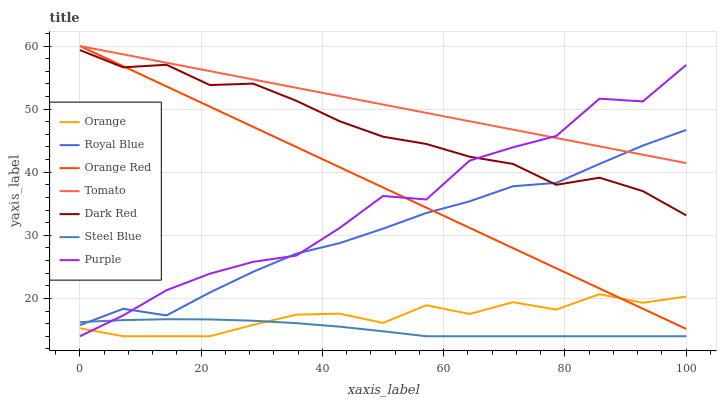 title
60
50
40
30
20
0
20
40
60
80
100
yaxis_label
xaxis_label
Orange
Royal Blue
Orange Red
Tomato
Dark Red
Steel Blue
Purple